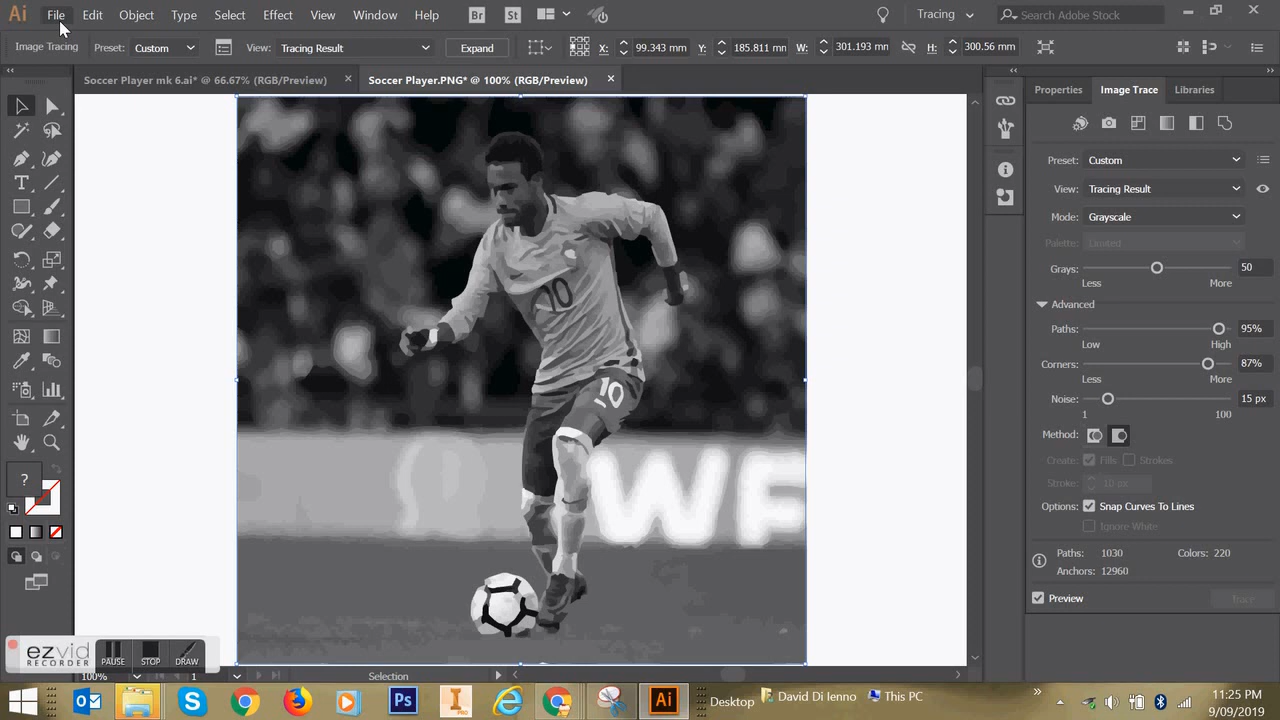 Ai File Edit Object Type Select Effect View Window Help Br St Tracing Search Adobe Stock
Image Tracing Preset: Custom View: Tracing Result Expand X: 99.343 mm Y: 185.811 mm W: 301.193 mm H: 300.56 mm
Soccer Player mk 6.ai* @ 66.67% (RGB/Preview) × Soccer Player.PNG* @ 100% (RGB/Preview) ×
Properties Image Trace Libraries
Preset: Custom
View: Tracing Result
Mode: Grayscale
Palette: Limited
Grays: 50
Less More
Advanced
Paths: 95%
Low High
Corners: 87%
Less More
Noise: 15 px
1 100
Method:
Create: Fills Strokes
Stroke: 10 px
Options: Snap Curves To Lines
Ignore White
Paths: 1030 Colors: 220
Anchors: 12960
Preview Trace
10
10
WF
?
ezvid
RECORDER
PAUSE STOP DRAW
100% 1 Selection
Ps I PRO Ai Desktop David Di Ienno This PC
11:25 PM
9/09/2019